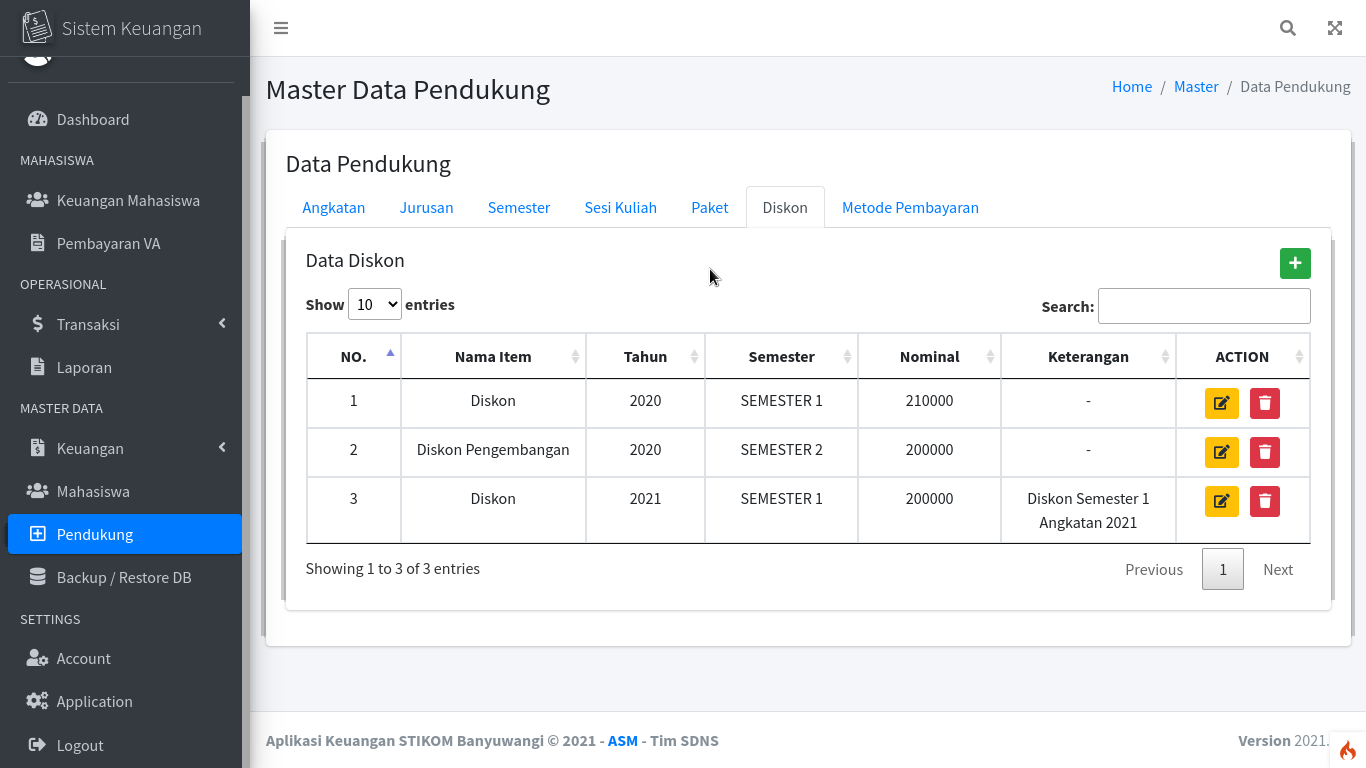 Sistem Keuangan
Dashboard
MAHASISWA
Keuangan Mahasiswa
Pembayaran VA
OPERASIONAL
Transaksi
Laporan
MASTER DATA
Keuangan
Mahasiswa
Pendukung
Backup / Restore DB
SETTINGS
Account
Application
Logout
Master Data Pendukung
Home / Master / Data Pendukung
Data Pendukung
Angkatan Jurusan Semester Sesi Kuliah Paket Diskon Metode Pembayaran
Data Diskon
Show 10 entries Search:
NO. Nama Item Tahun Semester Nominal Keterangan ACTION
1 Diskon 2020 SEMESTER 1 210000 -
2 Diskon Pengembangan 2020 SEMESTER 2 200000 -
3 Diskon 2021 SEMESTER 1 200000 Diskon Semester 1
Angkatan 2021
Showing 1 to 3 of 3 entries Previous 1 Next
Aplikasi Keuangan STIKOM Banyuwangi © 2021 - ASM - Tim SDNS Version 2021.